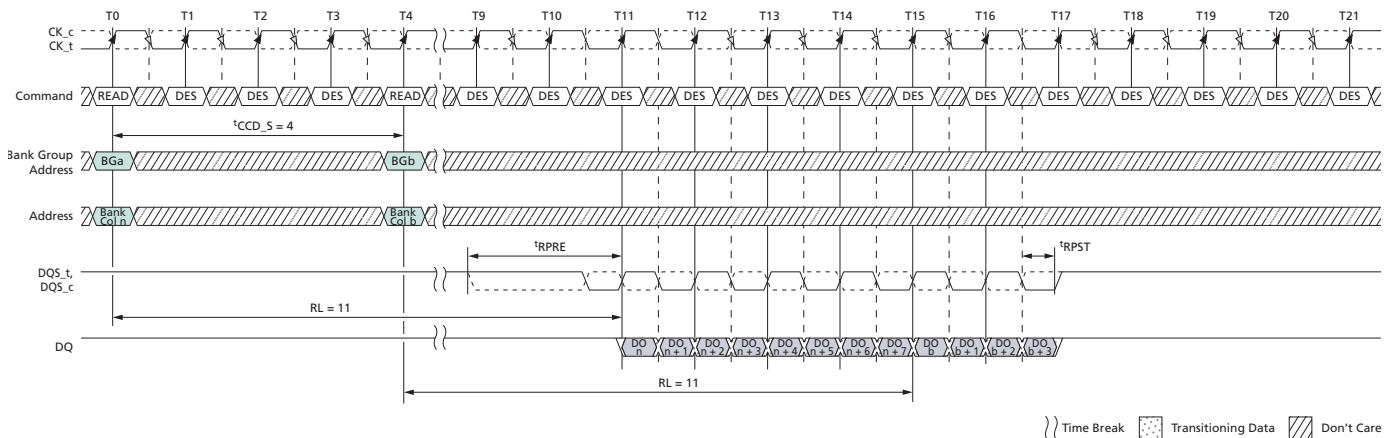 T0 T1 T2 T3 T4 T9 T10 T11 T12 T13 T14 T15 T16 T17 T18 T19 T20 T21
CK_c
CK_t
Command READ DES DES DES READ DES DES DES DES DES DES DES DES DES DES DES DES DES
tCCD_S = 4
Bank Group
Address
BGa BGb
Address
Bank
Col n
Bank
Col b
tRPRE tRPST
DQS_t,
DQS_c
RL = 11
DQ
DO
n
DO
n + 1
DO
n + 2
DO
n + 3
DO
n + 4
DO
n + 5
DO
n + 6
DO
n + 7
DO
b
DO
b + 1
DO
b + 2
DO
b + 3
RL = 11
Time Break Transitioning Data Don't Care